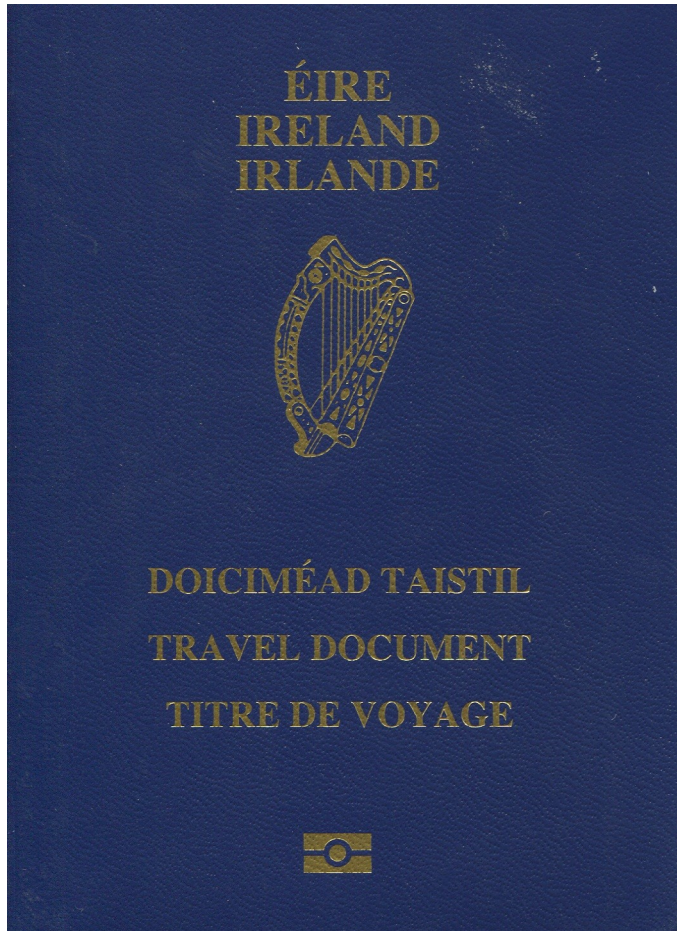 ÉIRE
IRELAND
IRLANDE
DOICIMÉAD TAISTIL
TRAVEL DOCUMENT
TITRE DE VOYAGE